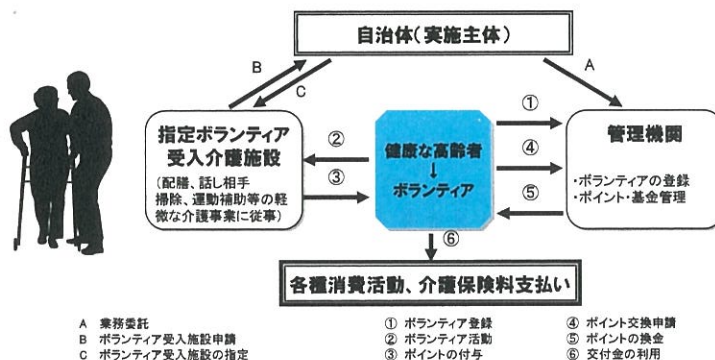 自治体(実施主体)
B
C
A
指定ボランティア
受入介護施設
(配膳、話し相手
掃除、運動補助等の軽
微な介護事業に従事)
②
③
健康な高齢者
↓
ボランティア
①
④
⑤
管理機関
・ボランティアの登録
・ポイント・基金管理
⑥
各種消費活動、介護保険料支払い
A 業務委託
B ボランティア受入施設申請
C ボランティア受入施設の指定
① ボランティア登録
② ボランティア活動
③ ポイントの付与
④ ポイント交換申請
⑤ ポイントの換金
⑥ 交付金の利用